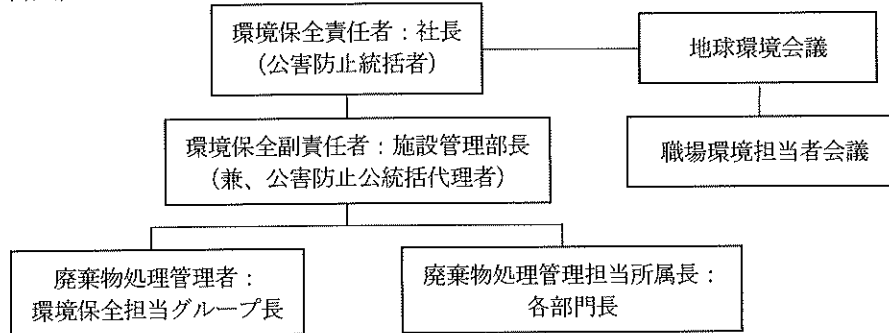 環境保全責任者：社長
(公害防止統括者)
地球環境会議
環境保全副責任者：施設管理部長
(兼、公害防止公統括代理者)
職場環境担当者会議
廃棄物処理管理者：
環境保全担当グループ長
廃棄物処理管理担当所属長：
各部門長